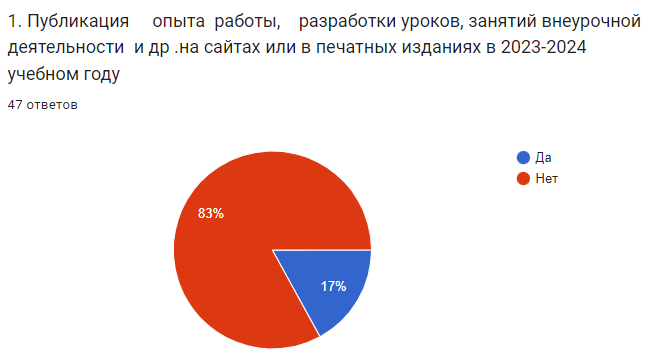 1. Публикация опыта работы, разработки уроков, занятий внеурочной
деятельности и др .на сайтах или в печатных изданиях в 2023-2024
учебном году
47 ответов
Да
Нет
83%
17%